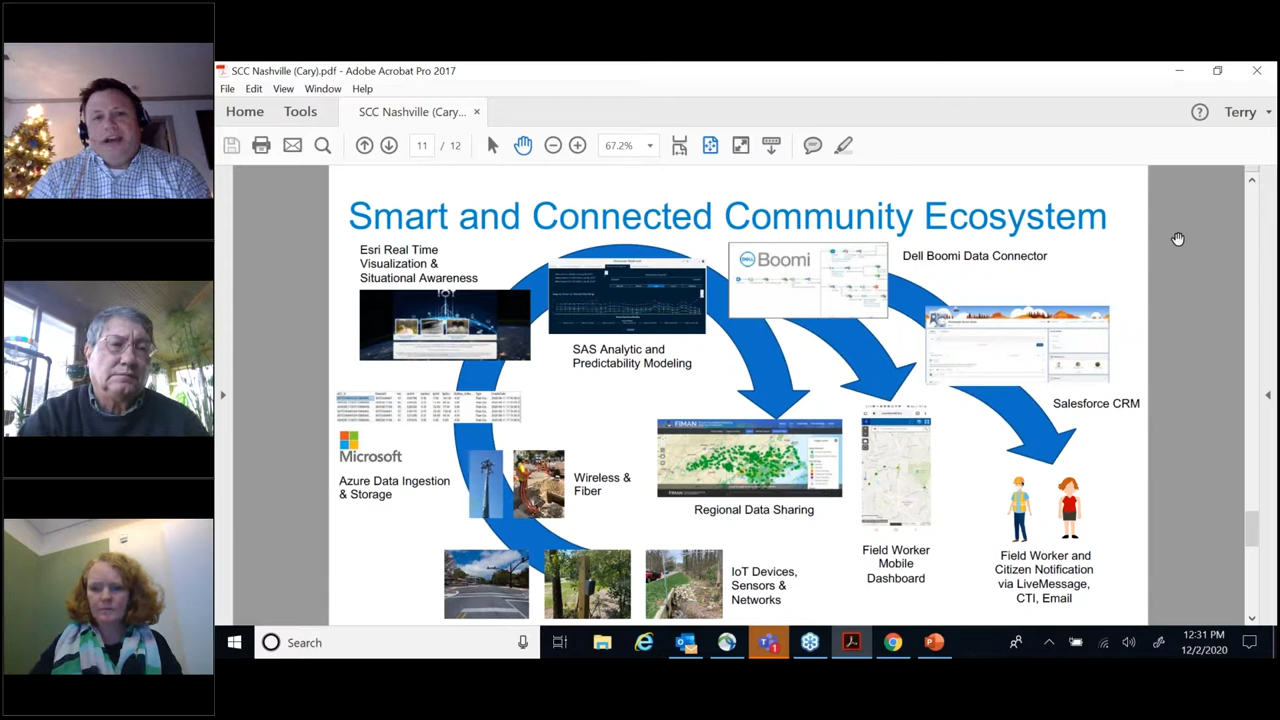 SCC Nashville (Cary).pdf - Adobe Acrobat Pro 2017
File Edit View Window Help
Home Tools SCC Nashville (Cary... × Terry
11 / 12 67.2%
Smart and Connected Community Ecosystem
Esri Real Time
Visualization &
Situational Awareness
DELL Boomi
Dell Boomi Data Connector
SAS Analytic and
Predictability Modeling
Salesforce CRM
Microsoft
Azure Data Ingestion
& Storage
Wireless &
Fiber
FIMAN
Regional Data Sharing
Field Worker
Mobile
Dashboard
Field Worker and
Citizen Notification
via LiveMessage,
CTI, Email
IoT Devices,
Sensors &
Networks
Search
12:31 PM
12/2/2020